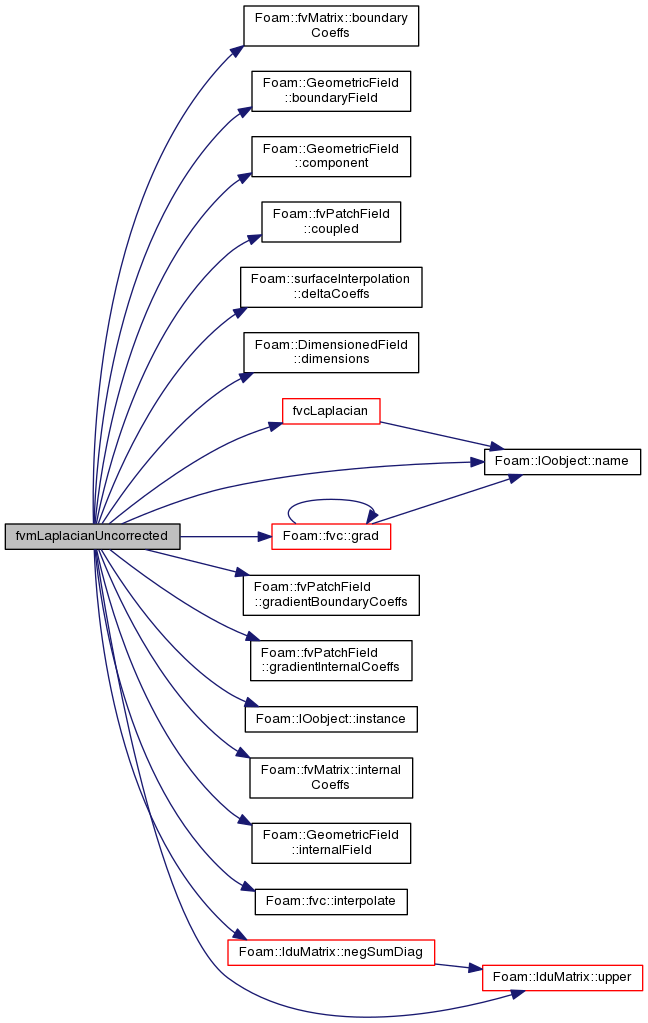 Foam::fvMatrix::boundary
Coeffs
Foam::GeometricField
::boundaryField
Foam::GeometricField
::component
Foam::fvPatchField
::coupled
Foam::surfaceInterpolation
::deltaCoeffs
Foam::DimensionedField
::dimensions
fvcLaplacian
Foam::IOobject::name
fvmLaplacianUncorrected
Foam::fvc::grad
Foam::fvPatchField
::gradientBoundaryCoeffs
Foam::fvPatchField
::gradientInternalCoeffs
Foam::IOobject::instance
Foam::fvMatrix::internal
Coeffs
Foam::GeometricField
::internalField
Foam::fvc::interpolate
Foam::lduMatrix::negSumDiag
Foam::lduMatrix::upper